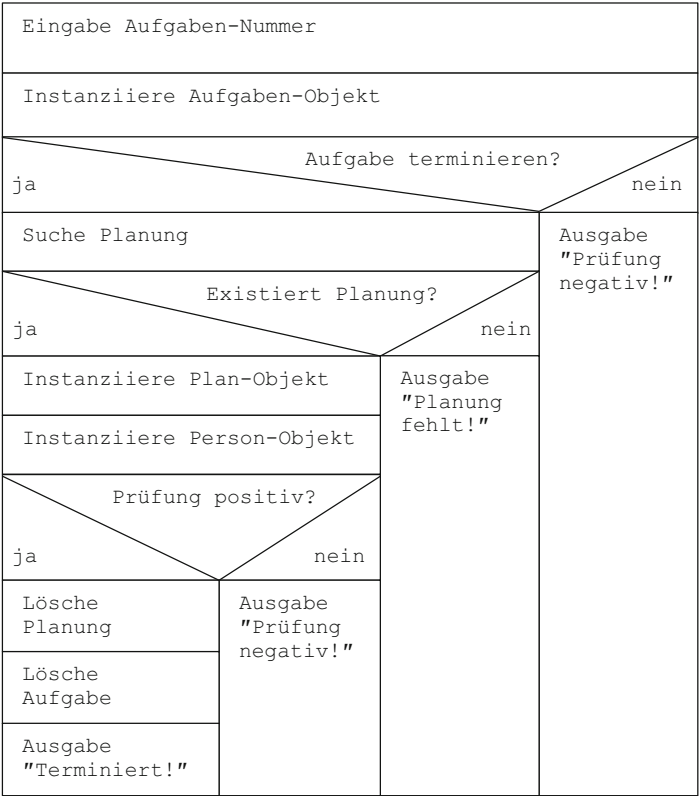 Eingabe Aufgaben-Nummer
Instanziiere Aufgaben-Objekt
Aufgabe terminieren?
ja
nein
Suche Planung
Ausgabe
"Prüfung
negativ!"
Existiert Planung?
ja
nein
Instanziiere Plan-Objekt
Ausgabe
"Planung
fehlt!"
Instanziiere Person-Objekt
Prüfung positiv?
ja
nein
Lösche
Planung
Ausgabe
"Prüfung
negativ!"
Lösche
Aufgabe
Ausgabe
"Terminiert!"